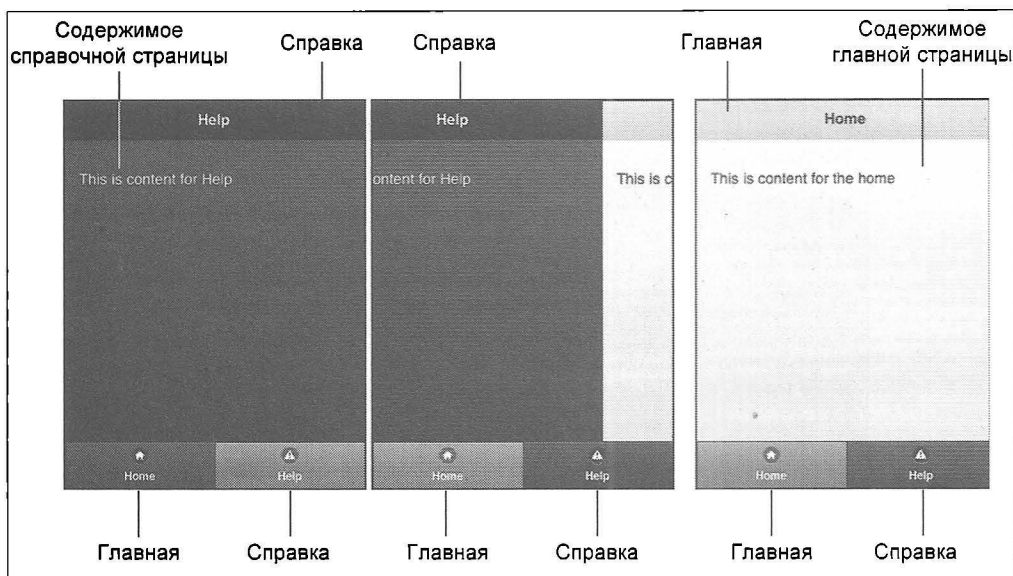 Содержимое
справочной страницы
Справка
Справка
Главная
Содержимое
главной страницы
Help
Help
Home
This is content for Help
ontent for Help
This is c
This is content for the home
Home
Help
Home
Help
Home
Help
Главная
Справка
Главная
Справка
Главная
Справка